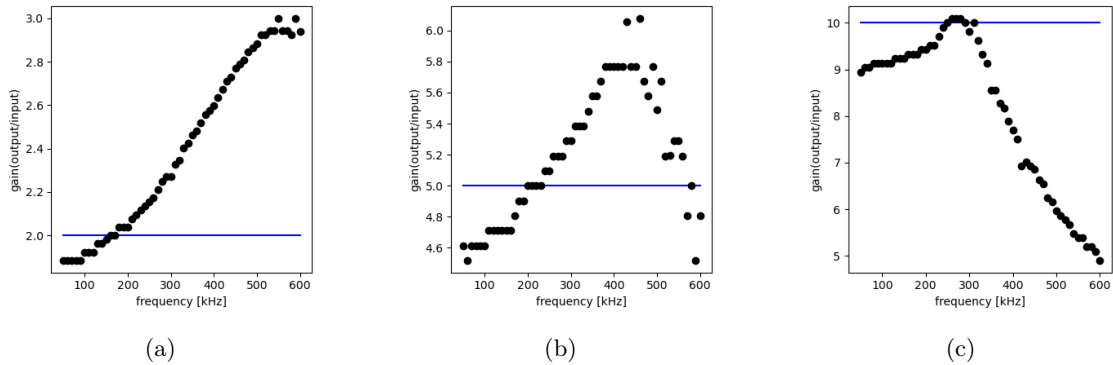 3.0
2.8
2.6
2.4
2.2
2.0
gain(output/input)
100 200 300 400 500 600
frequency [kHz]
(a)
6.0
5.8
5.6
5.4
5.2
5.0
4.8
4.6
gain(output/input)
100 200 300 400 500 600
frequency [kHz]
(b)
10
9
8
7
6
5
gain(output/input)
100 200 300 400 500 600
frequency [kHz]
(c)